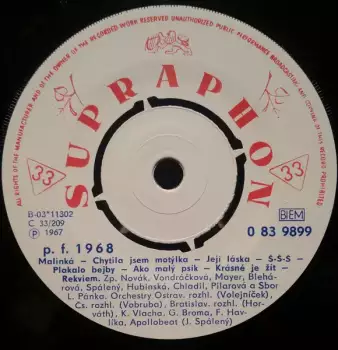 ALL RIGHTS OF THE MANUFACTURER AND OF THE OWNER OF THE RECORDED WORK RESERVED UNAUTHORIZED PUBLIC PERFORMANCE BROADCASTING AND COPYING OF THIS RECORD PROHIBITED
SUPRAPHON
33
33
B-03*11302
C 33/209
Ⓟ 1967
BIEM
0 83 9899
p. f. 1968
Malinká - Chytila jsem motýlka - Její láska - S-S-S -
Plakalo bejby - Ako malý psík - Krásné je žít -
Rekviem. Zp. Novák, Vondráčková, Mayer, Blehá-
rová, Spálený, Hubinská, Chladil, Pilarová a Sbor
L. Pánka. Orchestry Ostrav. rozhl. (Volejníček),
Čs. rozhl. (Vobruba), Bratislav. rozhl. (Hor-
váth), K. Vlacha. G. Broma, F. Hav-
líka, Apollobeat (J. Spálený)